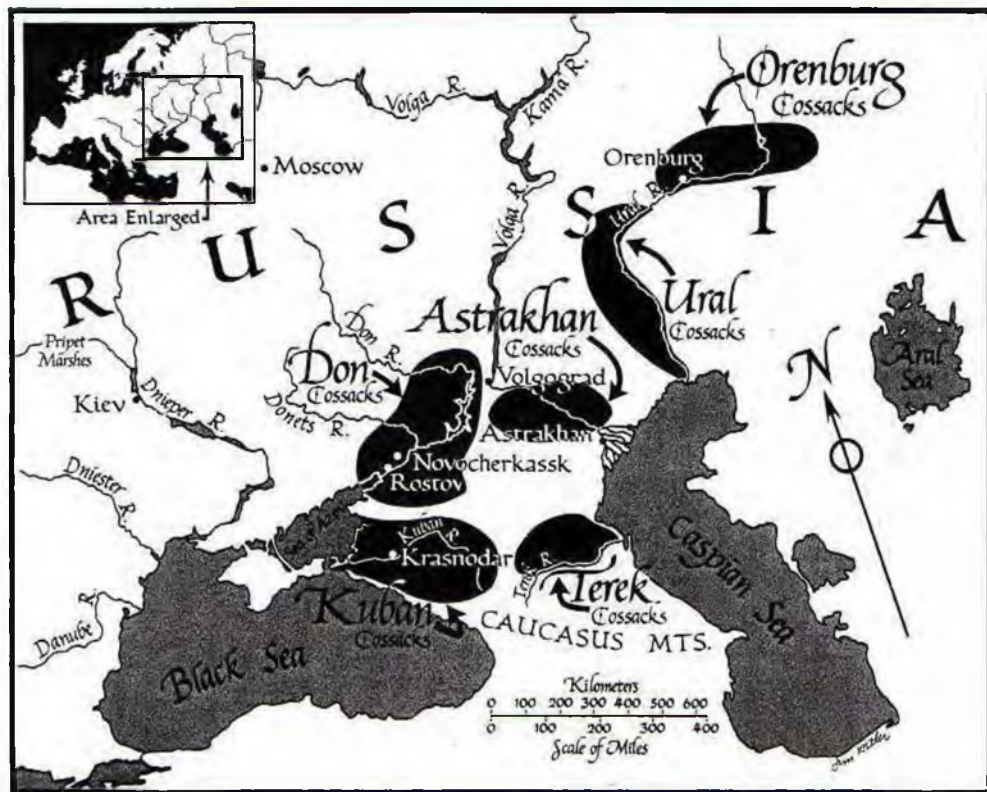 Volga R.
Kama R.
Orenburg
Cossacks
Moscow
Orenburg
Area Enlarged
Volga R.
Ural R.
RUSSIA
Ural
Cossacks
Astrakhan
Cossacks
Aral
Sea
N
Pripet
Marshes
Don R.
Don
Cossacks
Volgograd
Kiev
Dnieper R.
Donets R.
Astrakhan
Novocherkassk
Rostov
Dniester R.
Sea of Azov
Kuban R.
Krasnodar
Caspian Sea
Terek R.
Terek
Cossacks
Kuban
Cossacks
CAUCASUS MTS.
Danube R.
Black Sea
Kilometers
0 100 200 300 400 500 600
0 100 200 300 400
Scale of Miles